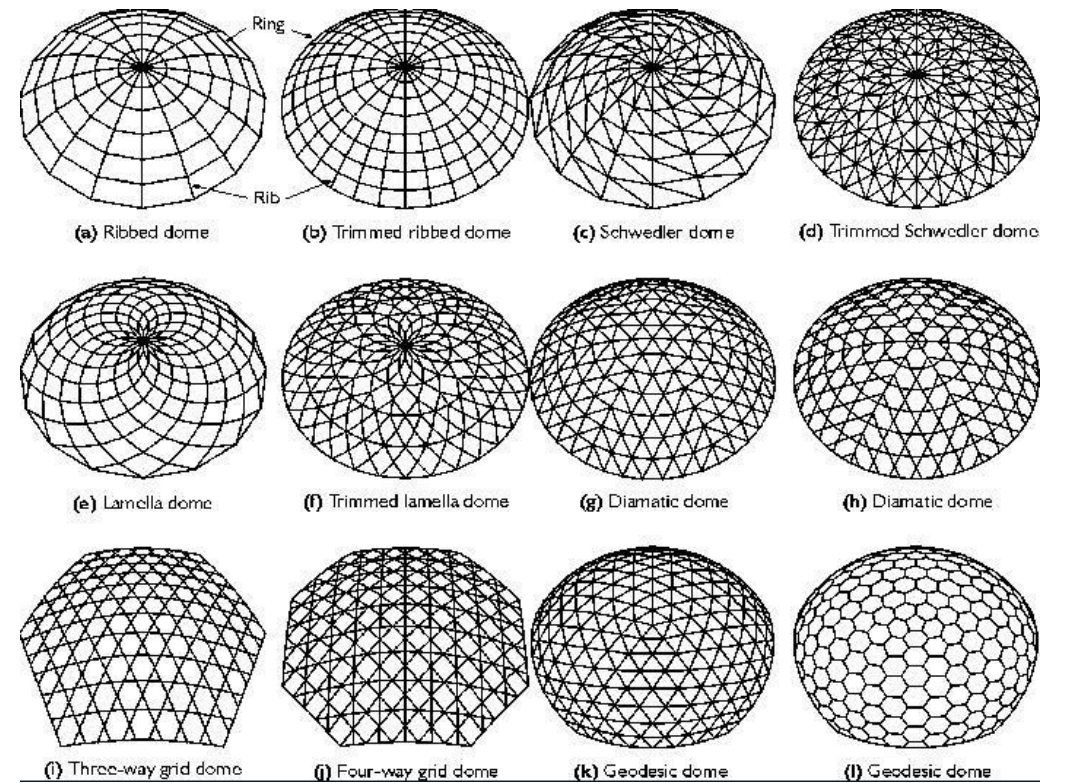 Ring
Rib
(a) Ribbed dome
(b) Trimmed ribbed dome
(c) Schwedler dome
(d) Trimmed Schwedler dome
(e) Lamella dome
(f) Trimmed lamella dome
(g) Diamatic dome
(h) Diamatic dome
(i) Three-way grid dome
(j) Four-way grid dome
(k) Geodesic dome
(l) Geodesic dome